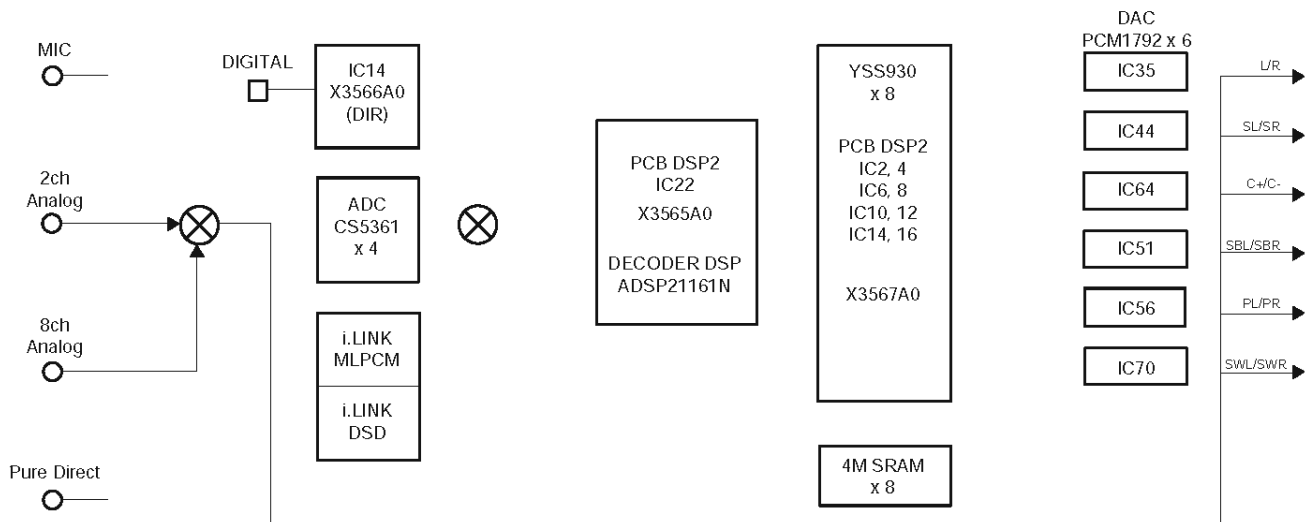 MIC
DIGITAL
IC14
X3566A0
(DIR)
2ch
Analog
ADC
CS5361
x 4
8ch
Analog
i.LINK
MLPCM
i.LINK
DSD
Pure Direct
PCB DSP2
IC22
X3565A0
DECODER DSP
ADSP21161N
YSS930
x 8
PCB DSP2
IC2, 4
IC6, 8
IC10, 12
IC14, 16
X3567A0
4M SRAM
x 8
DAC
PCM1792 x 6
IC35
L/R
IC44
SL/SR
IC64
C+/C-
IC51
SBL/SBR
IC56
PL/PR
IC70
SWL/SWR